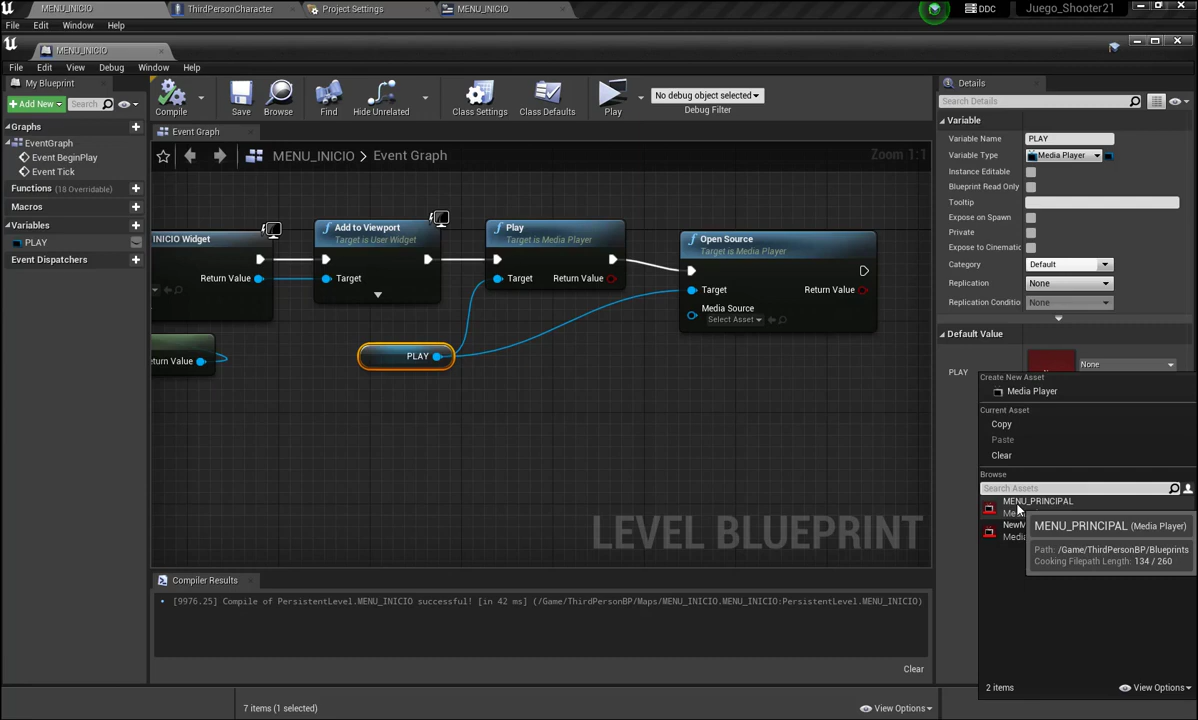 MENU_INICIO
ThirdPersonCharacter
Project Settings
MENU_INICIO
DDC
Juego_Shooter21
File Edit Window Help
MENU_INICIO
File Edit View Debug Window Help
My Blueprint
Add New
Search
Graphs
EventGraph
Event BeginPlay
Event Tick
Functions (18 Overridable)
Macros
Variables
PLAY
Event Dispatchers
Compile
Save
Browse
Find
Hide Unrelated
Class Settings
Class Defaults
Play
No debug object selected
Debug Filter
Event Graph
MENU_INICIO > Event Graph
Zoom 1:1
INICIO Widget
Return Value
Add to Viewport
Target is User Widget
Target
Play
Target is Media Player
Target
Return Value
Open Source
Target is Media Player
Target
Return Value
Media Source
Select Asset
PLAY
eturn Value
LEVEL BLUEPRINT
Compiler Results
[9976.25] Compile of PersistentLevel.MENU_INICIO successful! [in 42 ms] (/Game/ThirdPersonBP/Maps/MENU_INICIO.MENU_INICIO:PersistentLevel.MENU_INICIO)
Clear
7 items (1 selected)
View Options
Details
Search Details
Variable
Variable Name
PLAY
Variable Type
Media Player
Instance Editable
Blueprint Read Only
Tooltip
Expose on Spawn
Private
Expose to Cinematic
Category
Default
Replication
None
Replication Conditio
None
Default Value
PLAY
None
Create New Asset
Media Player
Current Asset
Copy
Paste
Clear
Browse
Search Assets
MENU_PRINCIPAL
Me
NewM
Media
MENU_PRINCIPAL (Media Player)
Path: /Game/ThirdPersonBP/Blueprints
Cooking Filepath Length: 134 / 260
2 items
View Options